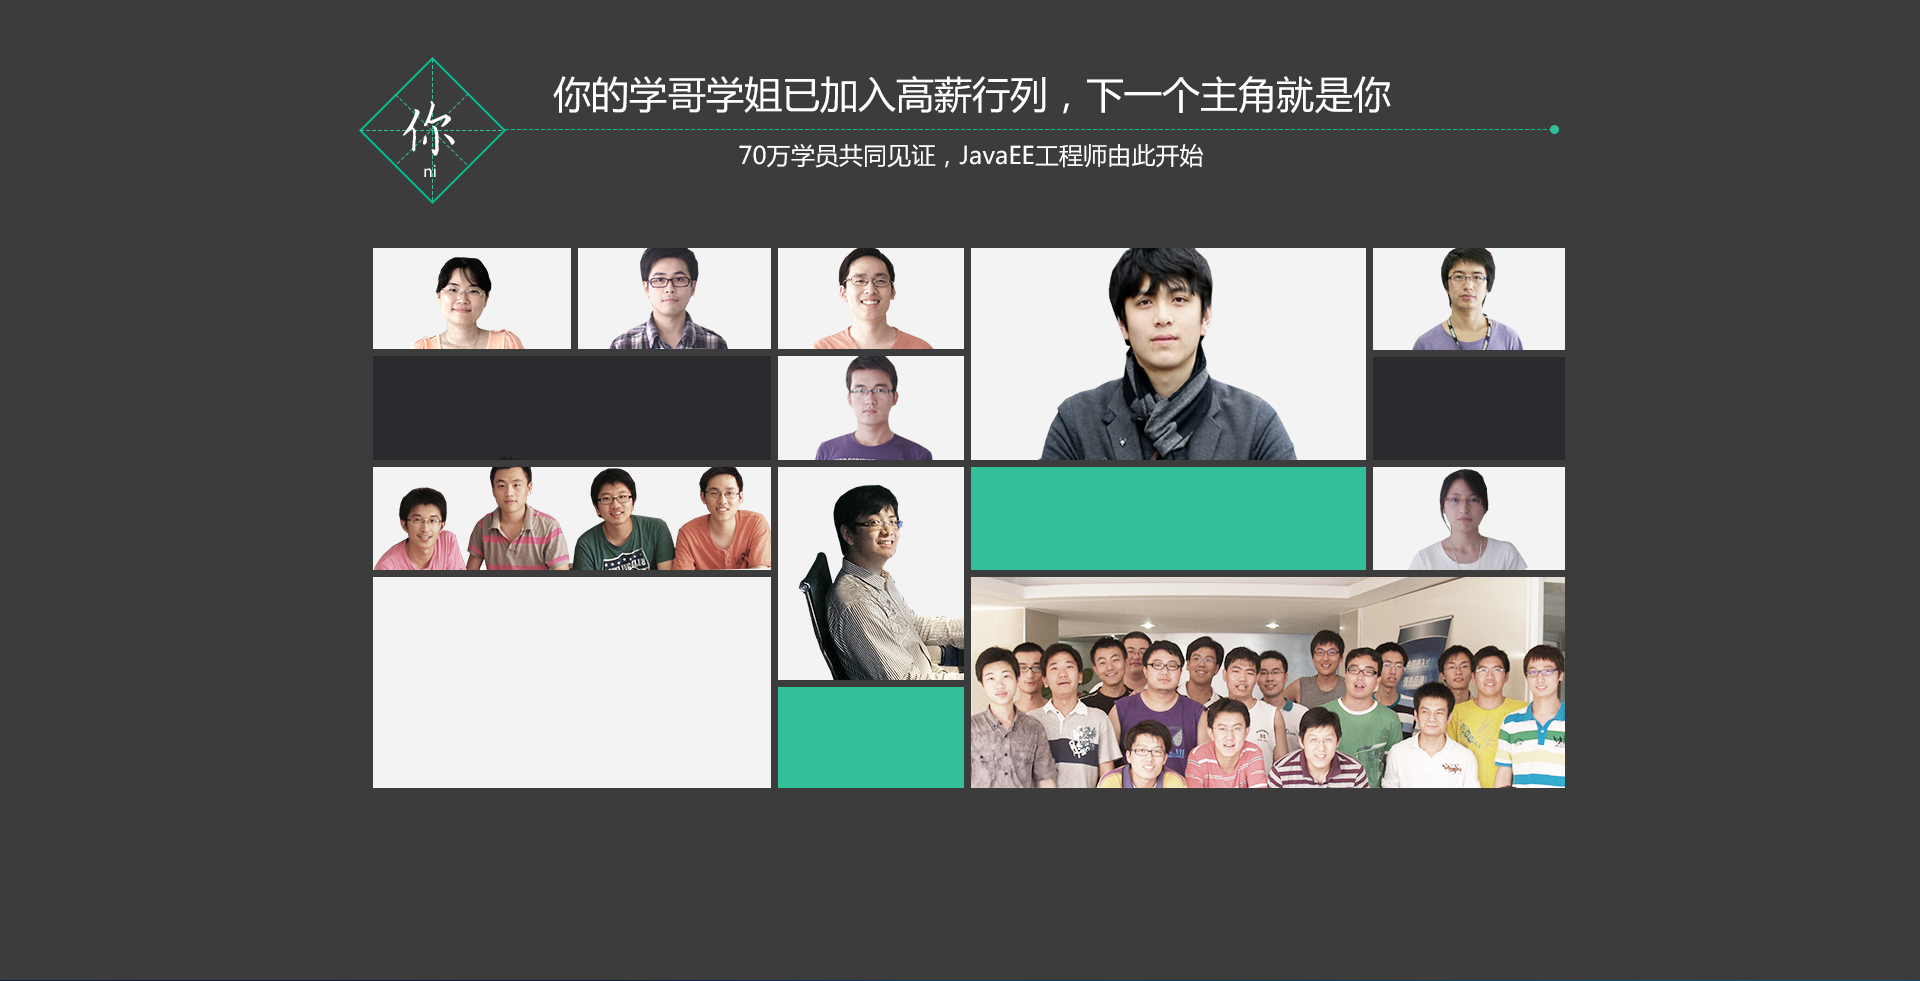 你
ni
你的学哥学姐已加入高薪行列，下一个主角就是你
70万学员共同见证，JavaEE工程师由此开始